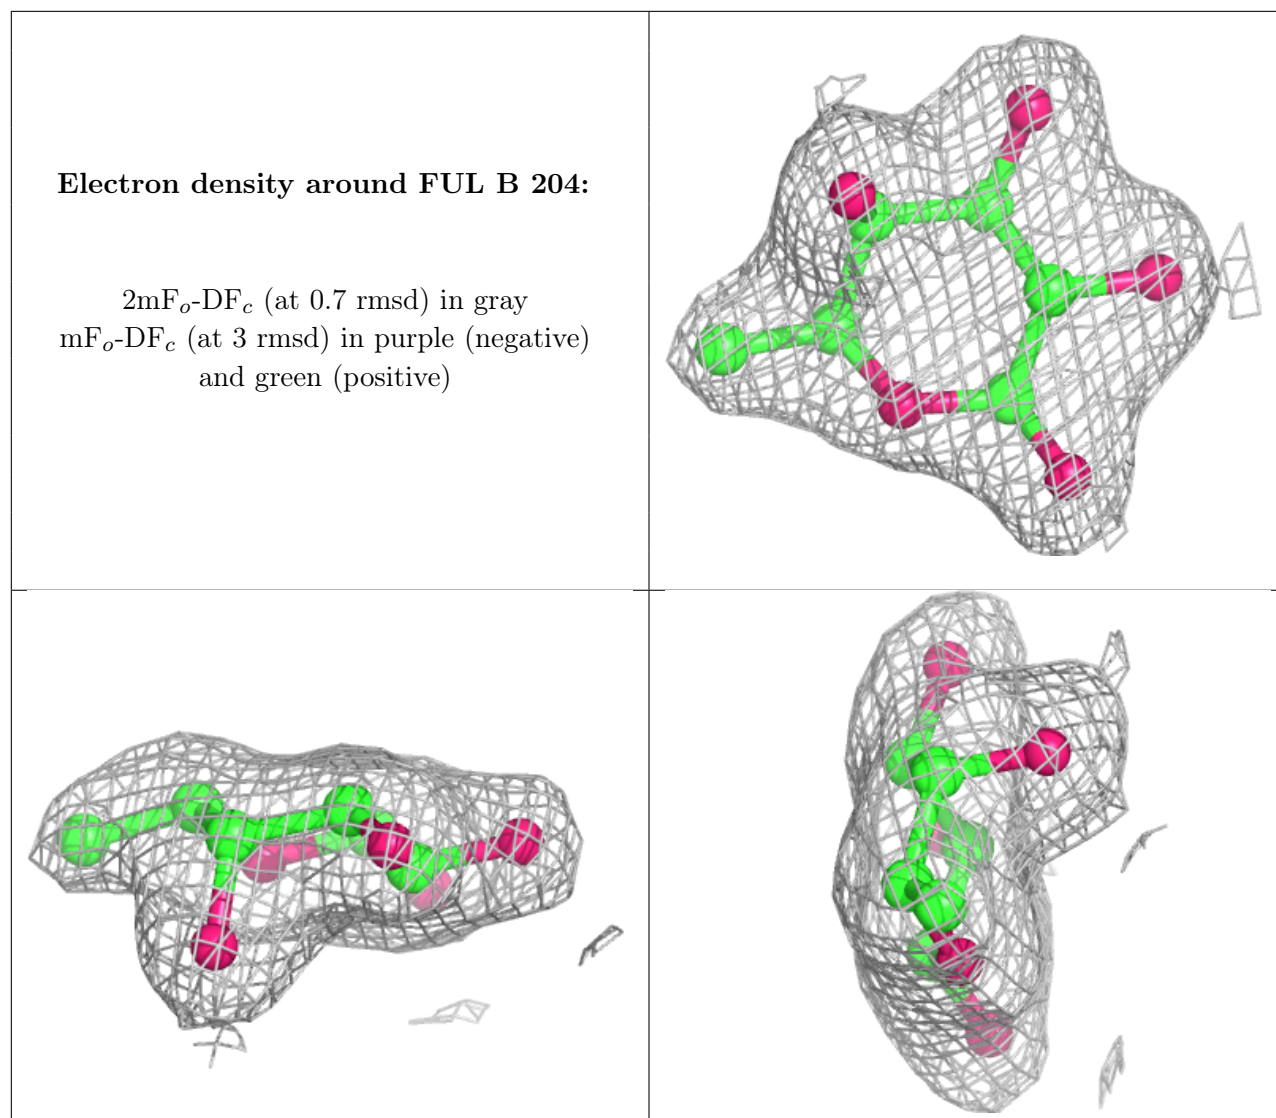 Electron density around FUL B 204:
2mFo-DFc (at 0.7 rmsd) in gray
mFo-DFc (at 3 rmsd) in purple (negative)
and green (positive)